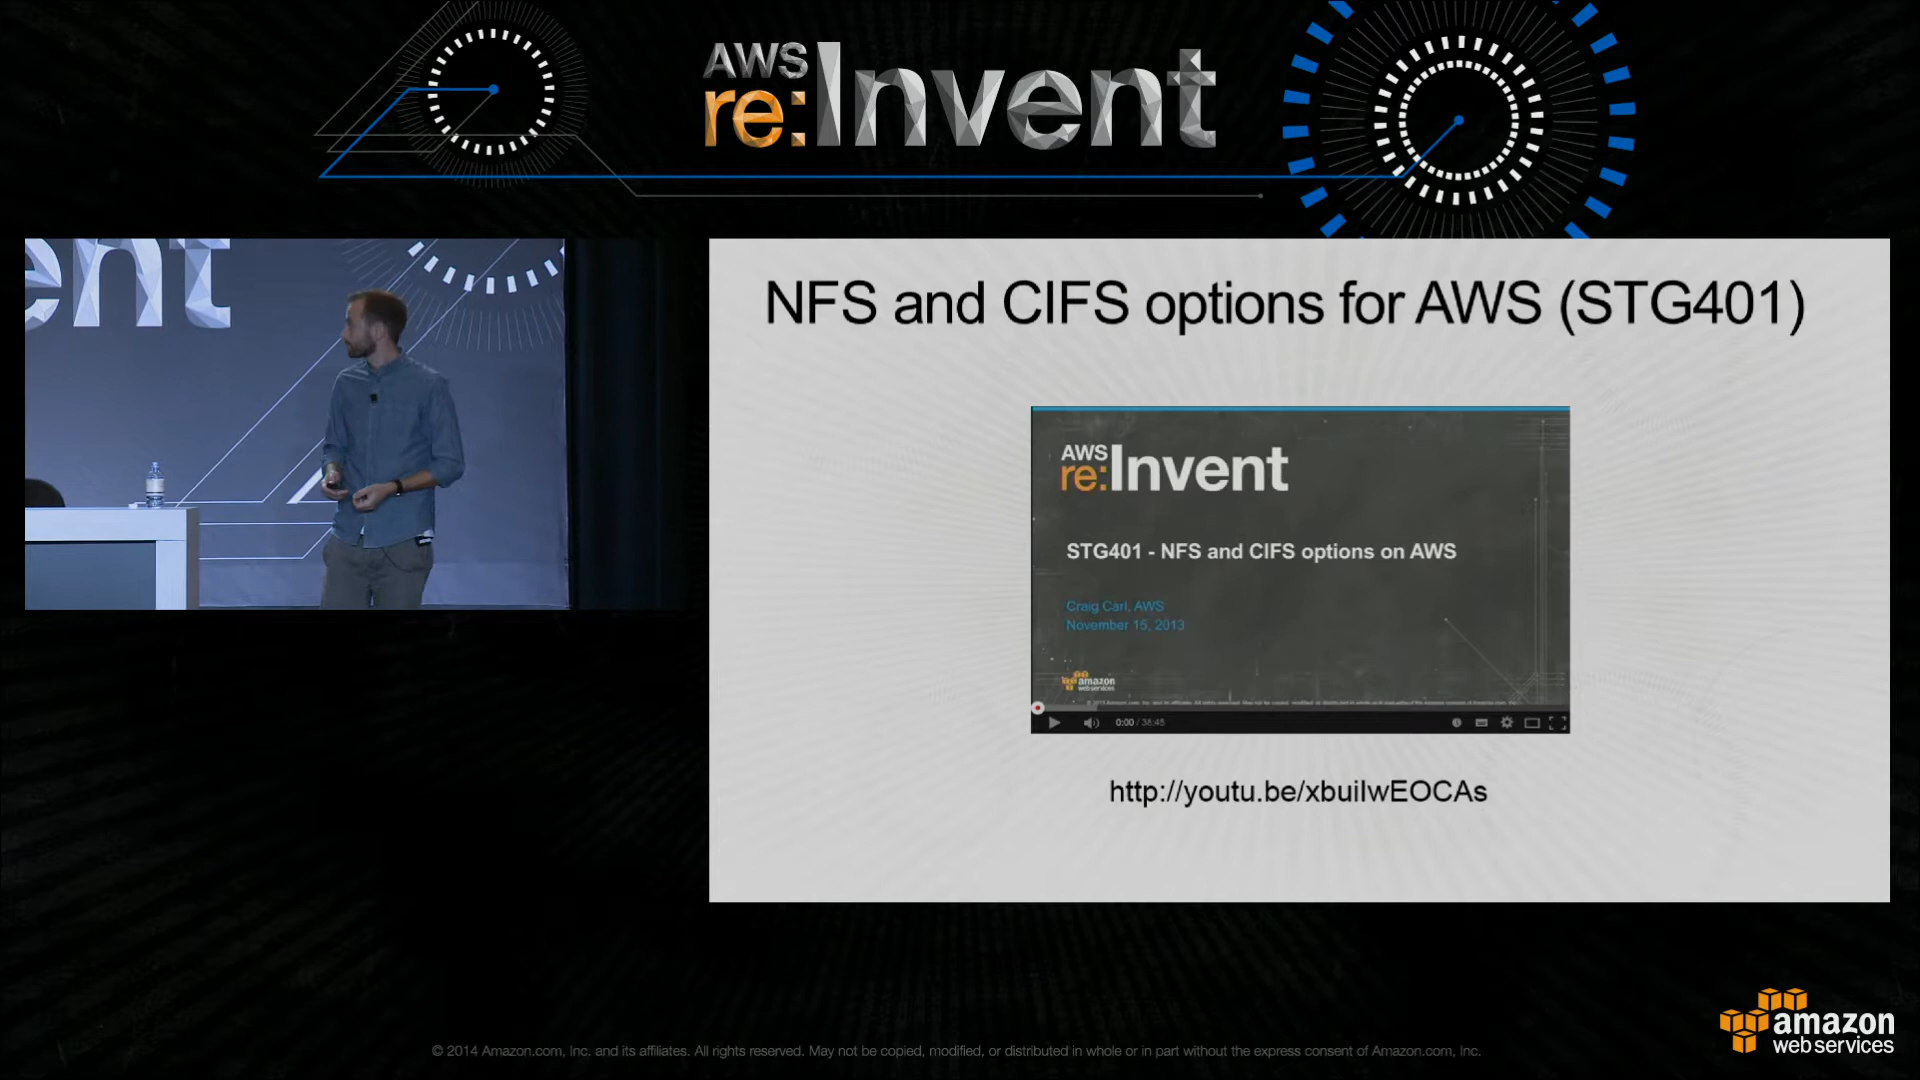 AWS
re:Invent
ent
NFS and CIFS options for AWS (STG401)
AWS
re:Invent
STG401 - NFS and CIFS options on AWS
Craig Carl, AWS
November 15, 2013
amazon
web services
0:00 / 38:45
http://youtu.be/xbuiIwEOCAs
amazon
web services
© 2014 Amazon.com, Inc. and its affiliates. All rights reserved. May not be copied, modified, or distributed in whole or in part without the express consent of Amazon.com, Inc.